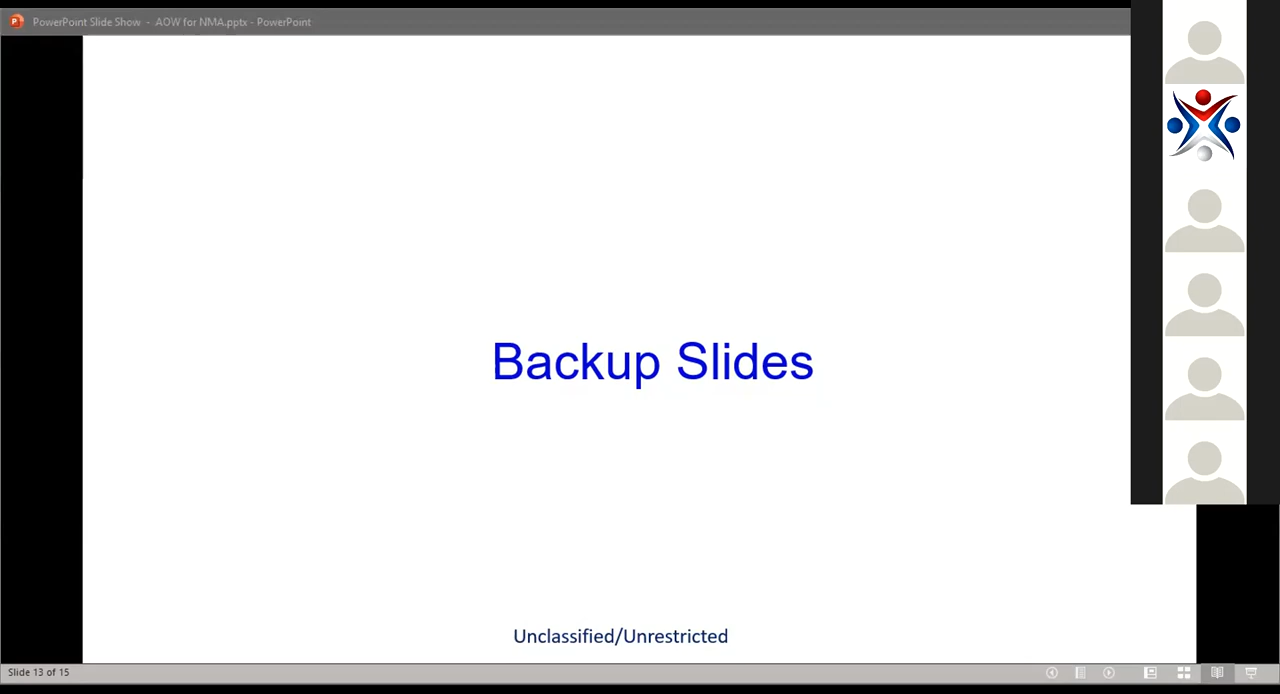 PowerPoint Slide Show - AOW for NMA.pptx - PowerPoint
Backup Slides
Unclassified/Unrestricted
Slide 13 of 15